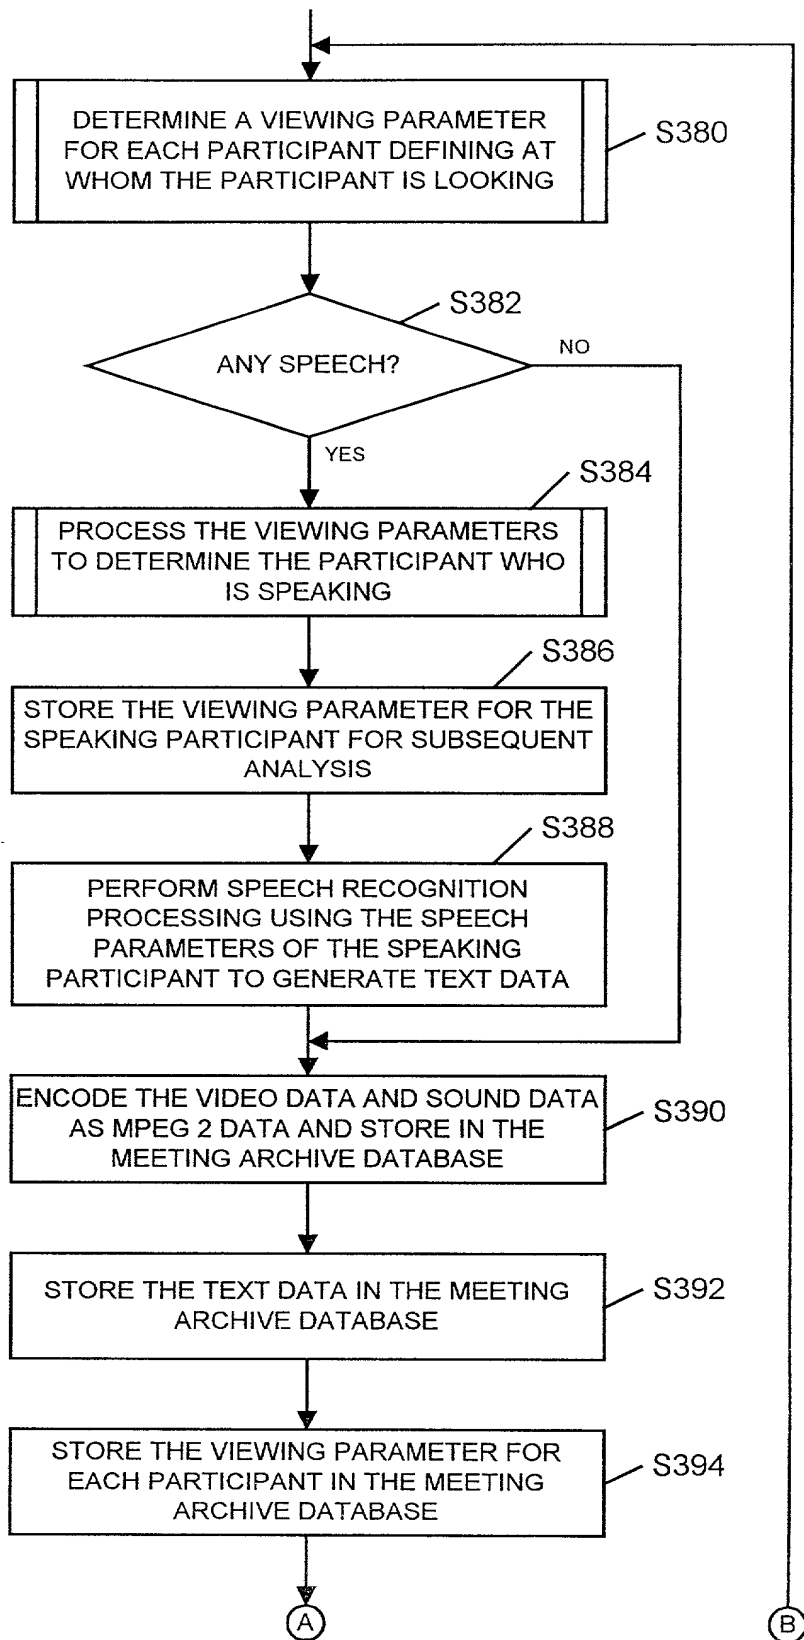 DETERMINE A VIEWING PARAMETER
FOR EACH PARTICIPANT DEFINING AT
WHOM THE PARTICIPANT IS LOOKING
S380
S382
ANY SPEECH?
NO
YES
S384
PROCESS THE VIEWING PARAMETERS
TO DETERMINE THE PARTICIPANT WHO
IS SPEAKING
S386
STORE THE VIEWING PARAMETER FOR THE
SPEAKING PARTICIPANT FOR SUBSEQUENT
ANALYSIS
S388
PERFORM SPEECH RECOGNITION
PROCESSING USING THE SPEECH
PARAMETERS OF THE SPEAKING
PARTICIPANT TO GENERATE TEXT DATA
ENCODE THE VIDEO DATA AND SOUND DATA
AS MPEG 2 DATA AND STORE IN THE
MEETING ARCHIVE DATABASE
S390
STORE THE TEXT DATA IN THE MEETING
ARCHIVE DATABASE
S392
STORE THE VIEWING PARAMETER FOR
EACH PARTICIPANT IN THE MEETING
ARCHIVE DATABASE
S394
A
B